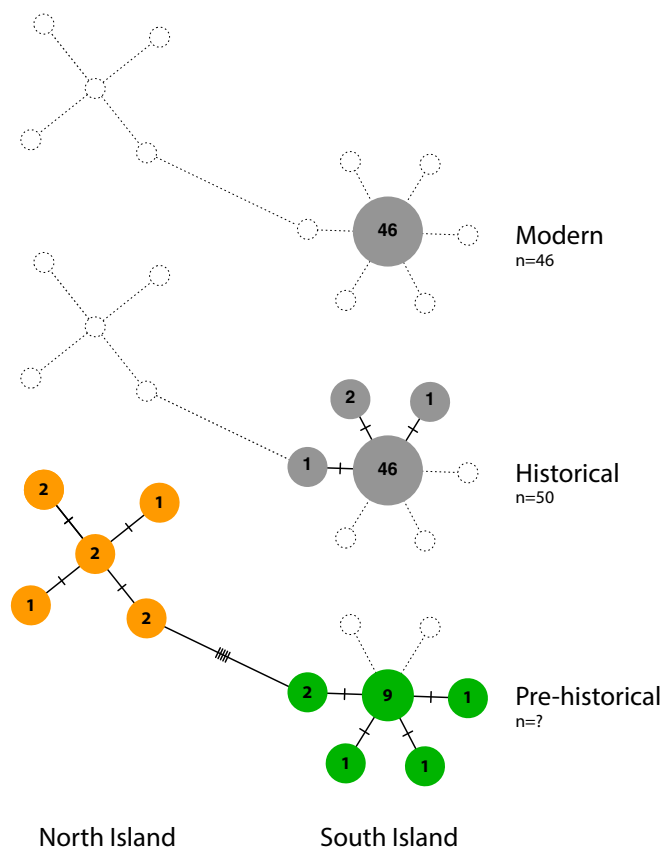 46
Modern
n=46
2
1
1
46
Historical
n=50
2
1
2
1
2
2
9
1
Pre-historical
n=?
1
1
North Island
South Island